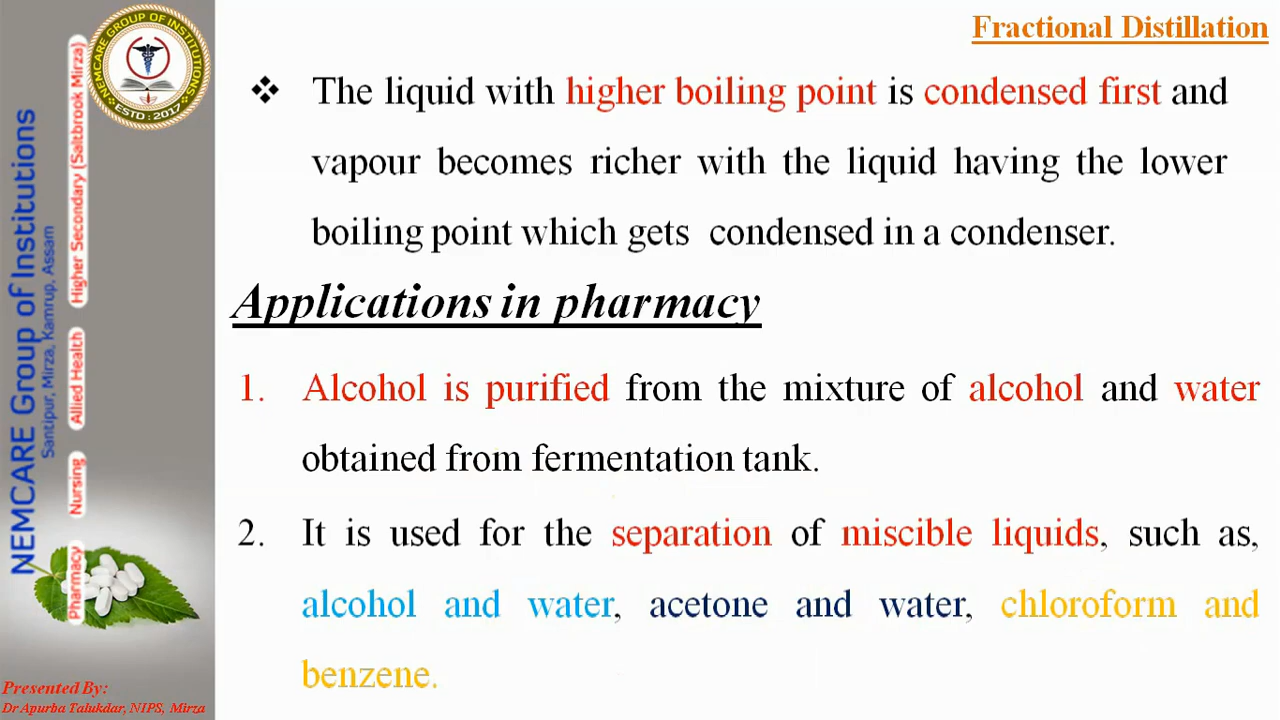 Fractional Distillation
❖ The liquid with higher boiling point is condensed first and
vapour becomes richer with the liquid having the lower
boiling point which gets condensed in a condenser.
Applications in pharmacy
1. Alcohol is purified from the mixture of alcohol and water
obtained from fermentation tank.
2. It is used for the separation of miscible liquids, such as,
alcohol and water, acetone and water, chloroform and
benzene.
NEMCARE GROUP OF INSTITUTIONS
ESTD : 2017
NEMCARE Group of Institutions
Santipur, Mirza, Kamrup, Assam
Pharmacy Nursing Allied Health Higher Secondary (Saltbrook Mirza)
Presented By:
Dr Apurba Talukdar, NIPS, Mirza